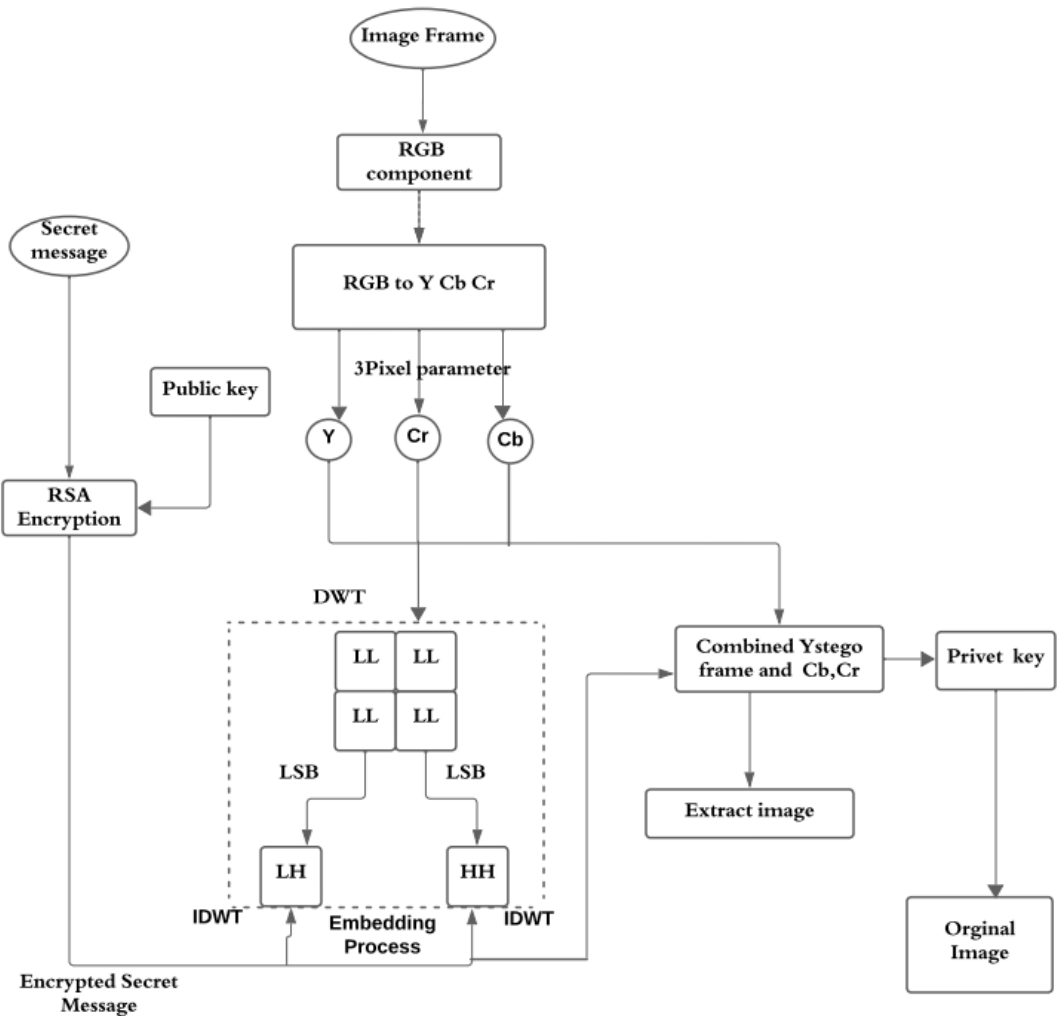 Image Frame
RGB
component
Secret
message
RGB to Y Cb Cr
3Pixel parameter
Public key
Y
Cr
Cb
RSA
Encryption
DWT
LL
LL
LL
LL
Combined Ystego
frame and Cb,Cr
Privet key
LSB
LSB
Extract image
LH
HH
IDWT
Embedding
Process
IDWT
Orginal
Image
Encrypted Secret
Message